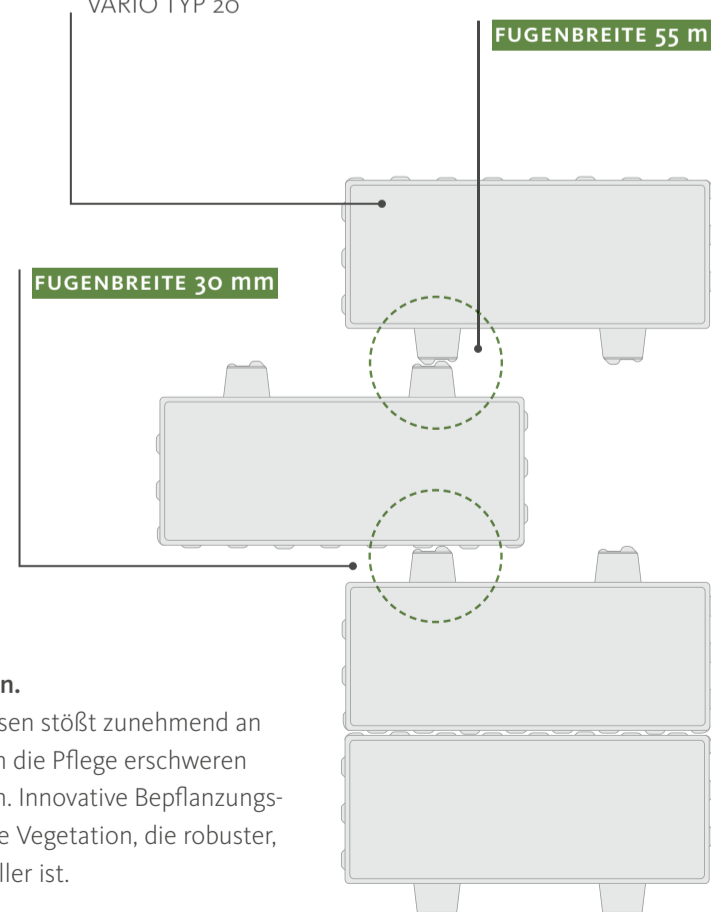 VARIO TYP 20
FUGENBREITE 55 m
FUGENBREITE 30 mm
n.
sen stößt zunehmend an
n die Pflege erschweren
n. Innovative Bepflanzungs-
e Vegetation, die robuster,
ller ist.